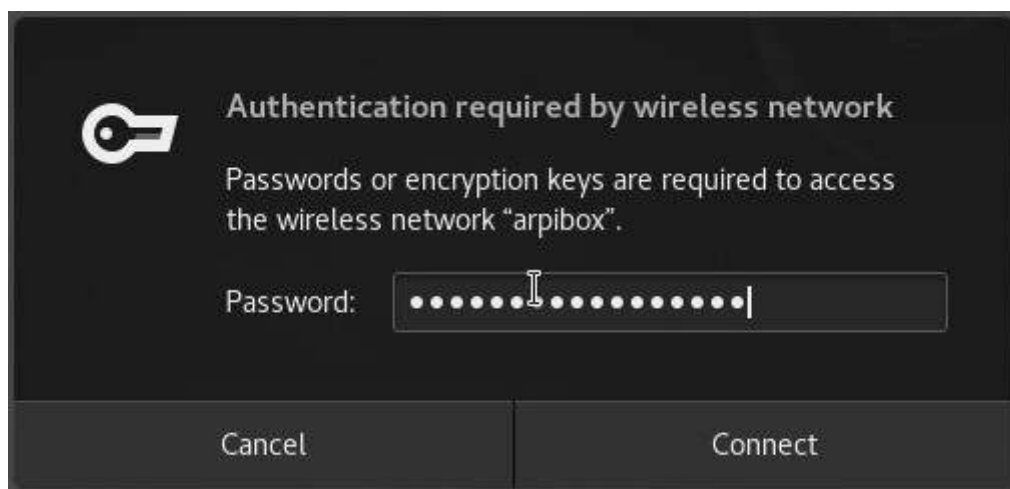 Authentication required by wireless network
Passwords or encryption keys are required to access
the wireless network “arpibox”.
Password: •••••••••••••••••
Cancel
Connect